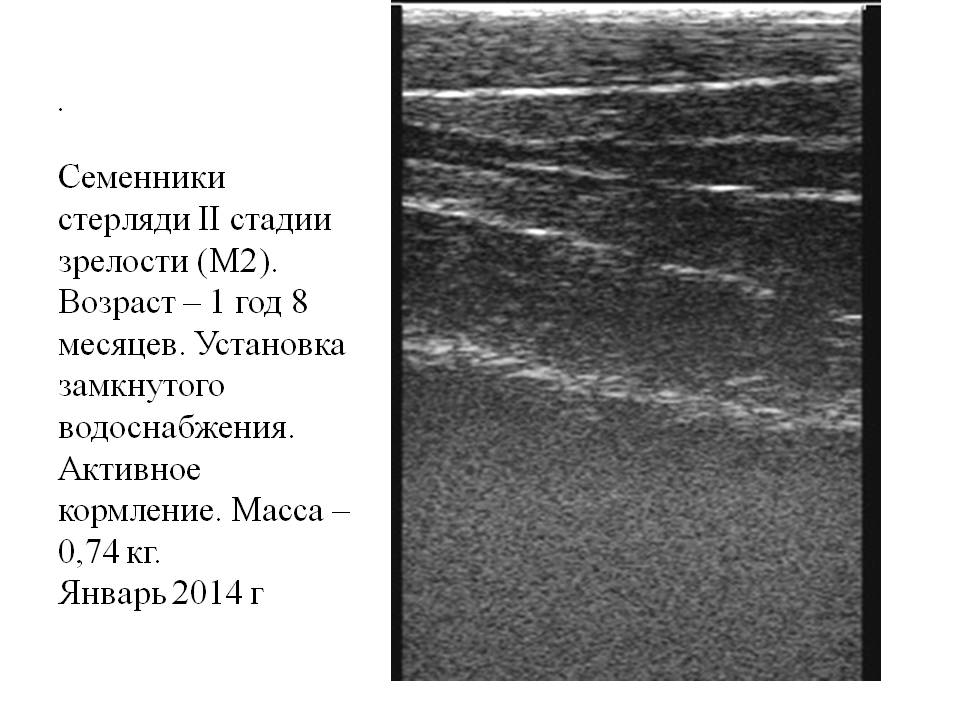 .
Семенники
стерляди II стадии
зрелости (М2).
Возраст – 1 год 8
месяцев. Установка
замкнутого
водоснабжения.
Активное
кормление. Масса –
0,74 кг.
Январь 2014 г